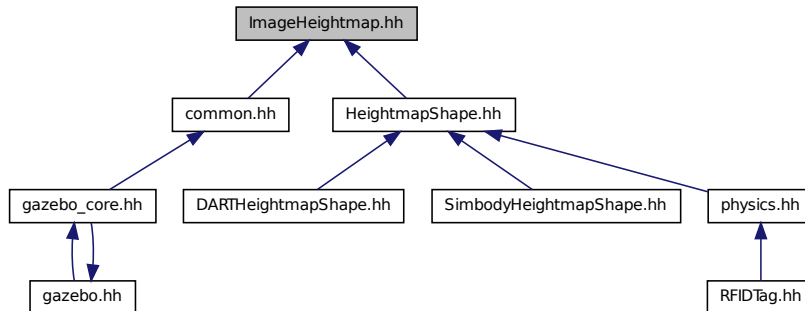 ImageHeightmap.hh
common.hh
HeightmapShape.hh
gazebo_core.hh
DARTHeightmapShape.hh
SimbodyHeightmapShape.hh
physics.hh
gazebo.hh
RFIDTag.hh